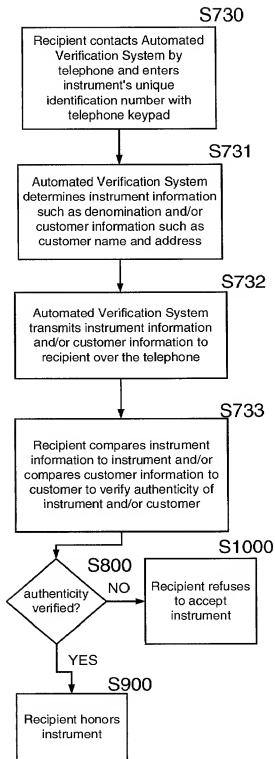 S730
Recipient contacts Automated
Verification System by
telephone and enters
instrument's unique
identification number with
telephone keypad
S731
Automated Verification System
determines instrument information
such as denomination and/or
customer information such as
customer name and address
S732
Automated Verification System
transmits instrument information
and/or customer information to
recipient over the telephone
S733
Recipient compares instrument
information to instrument and/or
compares customer information to
customer to verify authenticity of
instrument and/or customer
S800
authenticity
verified?
NO
S1000
Recipient refuses
to accept
instrument
YES
S900
Recipient honors
instrument